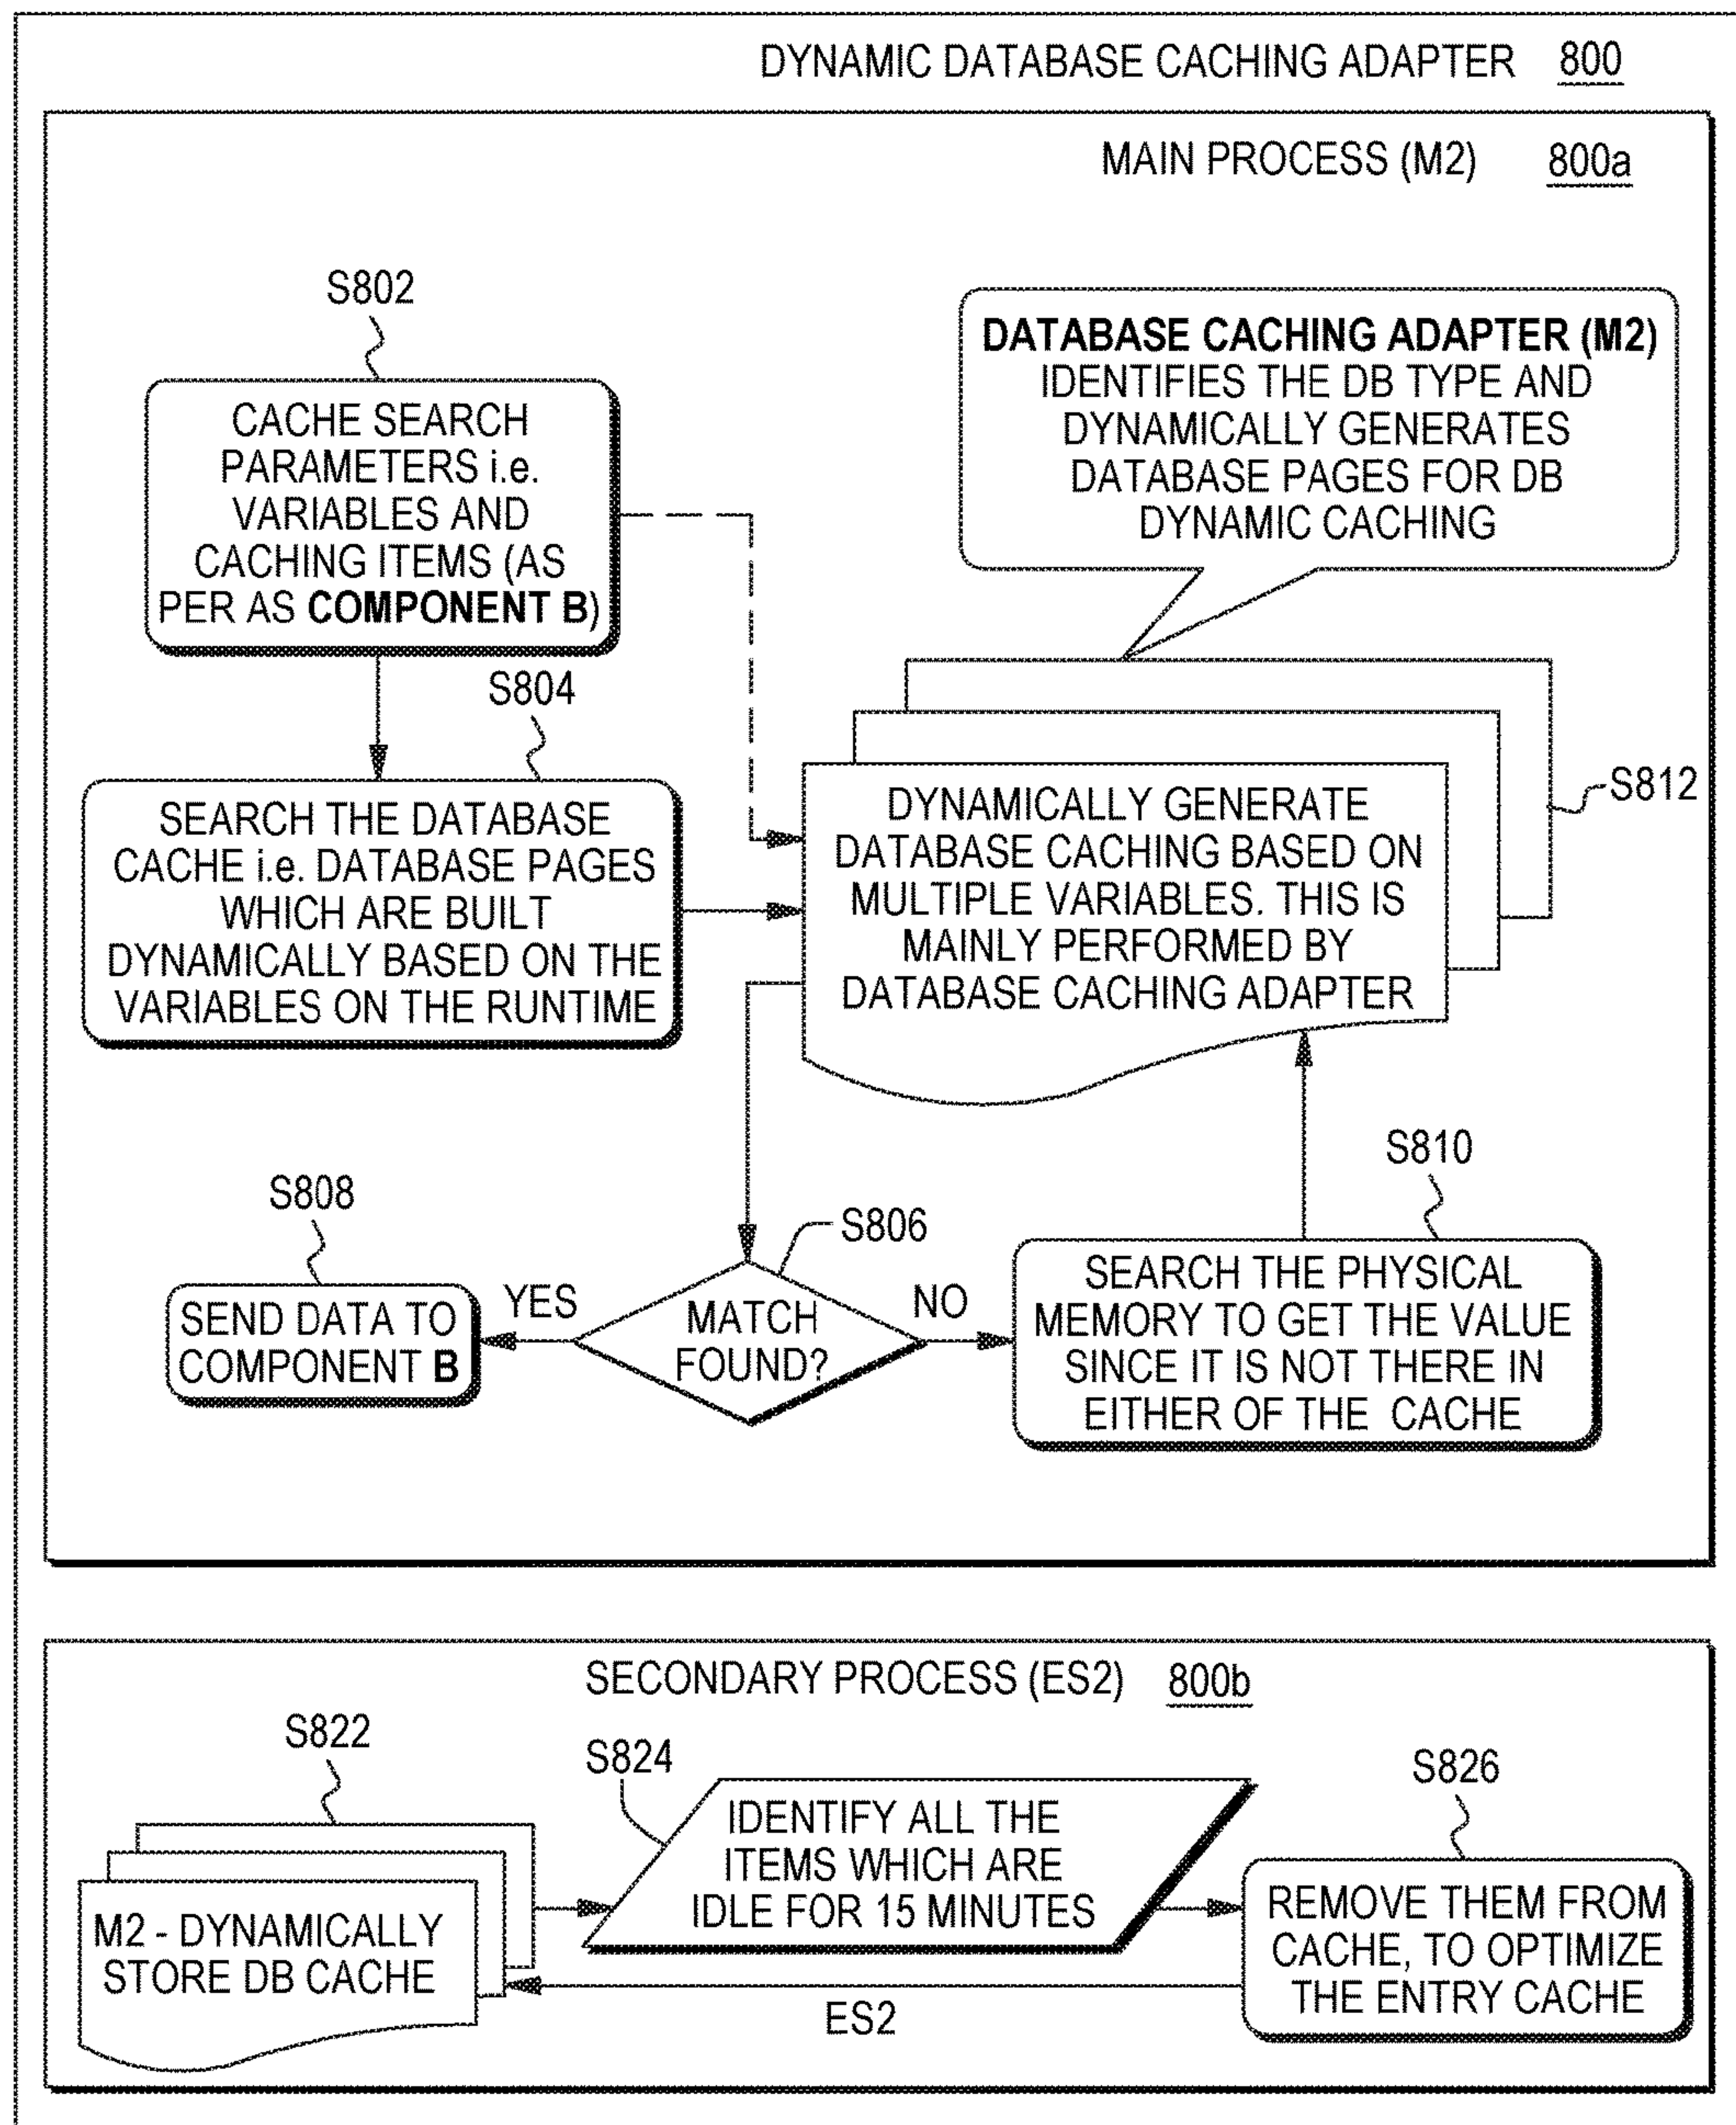 DYNAMIC DATABASE CACHING ADAPTER 800
MAIN PROCESS (M2) 800a
S802
CACHE SEARCH
PARAMETERS i.e.
VARIABLES AND
CACHING ITEMS (AS
PER AS COMPONENT B)
DATABASE CACHING ADAPTER (M2)
IDENTIFIES THE DB TYPE AND
DYNAMICALLY GENERATES
DATABASE PAGES FOR DB
DYNAMIC CACHING
S804
SEARCH THE DATABASE
CACHE i.e. DATABASE PAGES
WHICH ARE BUILT
DYNAMICALLY BASED ON THE
VARIABLES ON THE RUNTIME
S812
DYNAMICALLY GENERATE
DATABASE CACHING BASED ON
MULTIPLE VARIABLES. THIS IS
MAINLY PERFORMED BY
DATABASE CACHING ADAPTER
S808
SEND DATA TO
COMPONENT B
YES
S806
MATCH
FOUND?
NO
S810
SEARCH THE PHYSICAL
MEMORY TO GET THE VALUE
SINCE IT IS NOT THERE IN
EITHER OF THE CACHE
SECONDARY PROCESS (ES2) 800b
S822
M2 - DYNAMICALLY
STORE DB CACHE
S824
IDENTIFY ALL THE
ITEMS WHICH ARE
IDLE FOR 15 MINUTES
S826
REMOVE THEM FROM
CACHE, TO OPTIMIZE
THE ENTRY CACHE
ES2